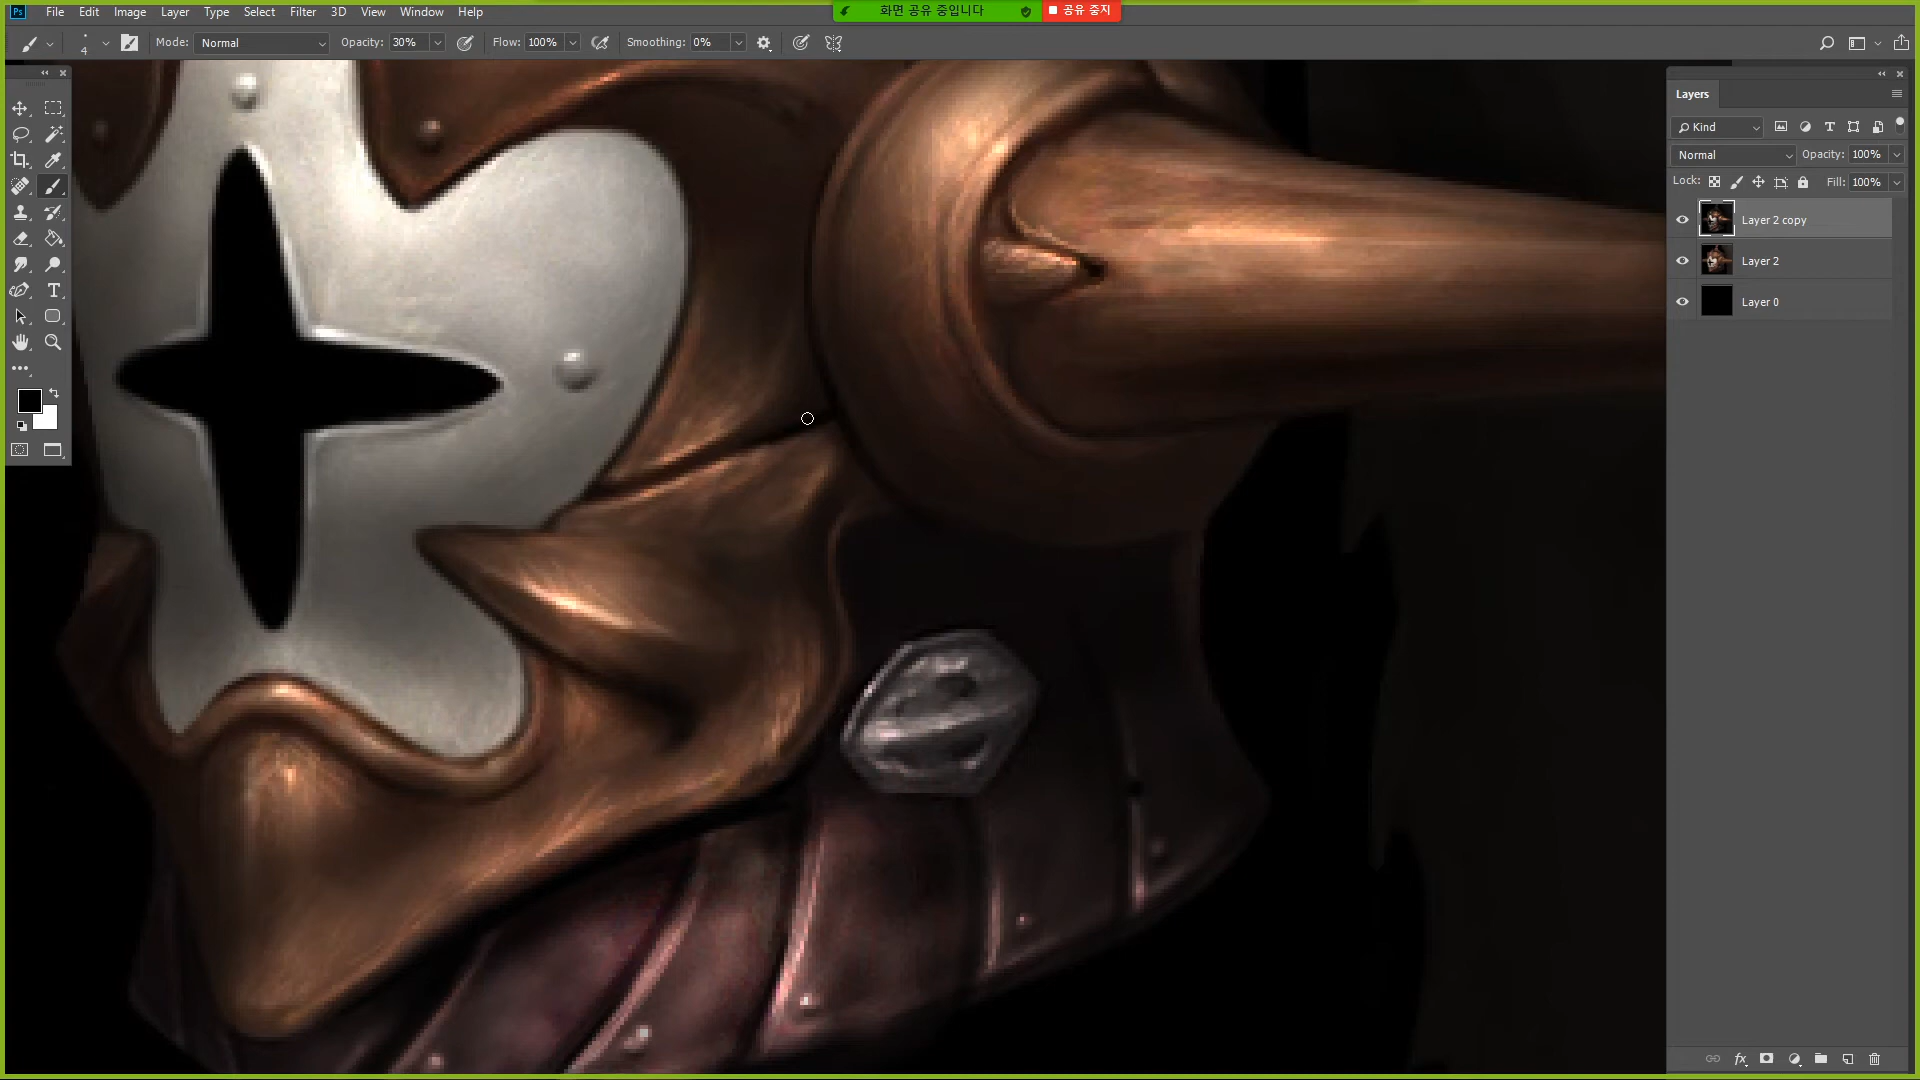 Ps File Edit Image Layer Type Select Filter 3D View Window Help
화면 공유 중입니다 공유 중지
4 Mode: Normal Opacity: 30% Flow: 100% Smoothing: 0%
Layers
Kind
Normal Opacity: 100%
Lock: Fill: 100%
Layer 2 copy
Layer 2
Layer 0
fx